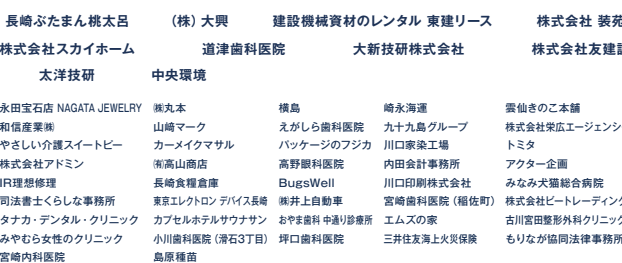 長崎ぶたまん桃太呂 (株)大興 建設機械資材のレンタル 東建リース 株式会社 装苑
株式会社スカイホーム 道津歯科医院 大新技研株式会社 株式会社友建設
太洋技研 中央環境
永田宝石店 NAGATA JEWELRY ㈱丸本 横島 崎永海運 雲仙きのこ本舗
和信産業㈱ 山﨑マーク えがしら歯科医院 九十九島グループ 株式会社栄広エージェンシ
やさしい介護スイートピー カーメイクマサル パッケージのフジカ 川口家染工場 トミタ
株式会社アドミン ㈲高山商店 高野眼科医院 内田会計事務所 アクター企画
IR理想修理 長崎食糧倉庫 BugsWell 川口印刷株式会社 みなみ犬猫総合病院
司法書士くらしな事務所 東京エレクトロン デバイス長崎 ㈱井上自動車 宮崎歯科医院(稲佐町) 株式会社ビートレーディング
タナカ・デンタル・クリニック カプセルホテルサウナサン おやま歯科 中通り診療所 エムズの家 古川宮田整形外科クリニック
みやむら女性のクリニック 小川歯科医院(滑石3丁目) 坪口歯科医院 三井住友海上火災保険 もりなが協同法律事務所
宮崎内科医院 島原種苗